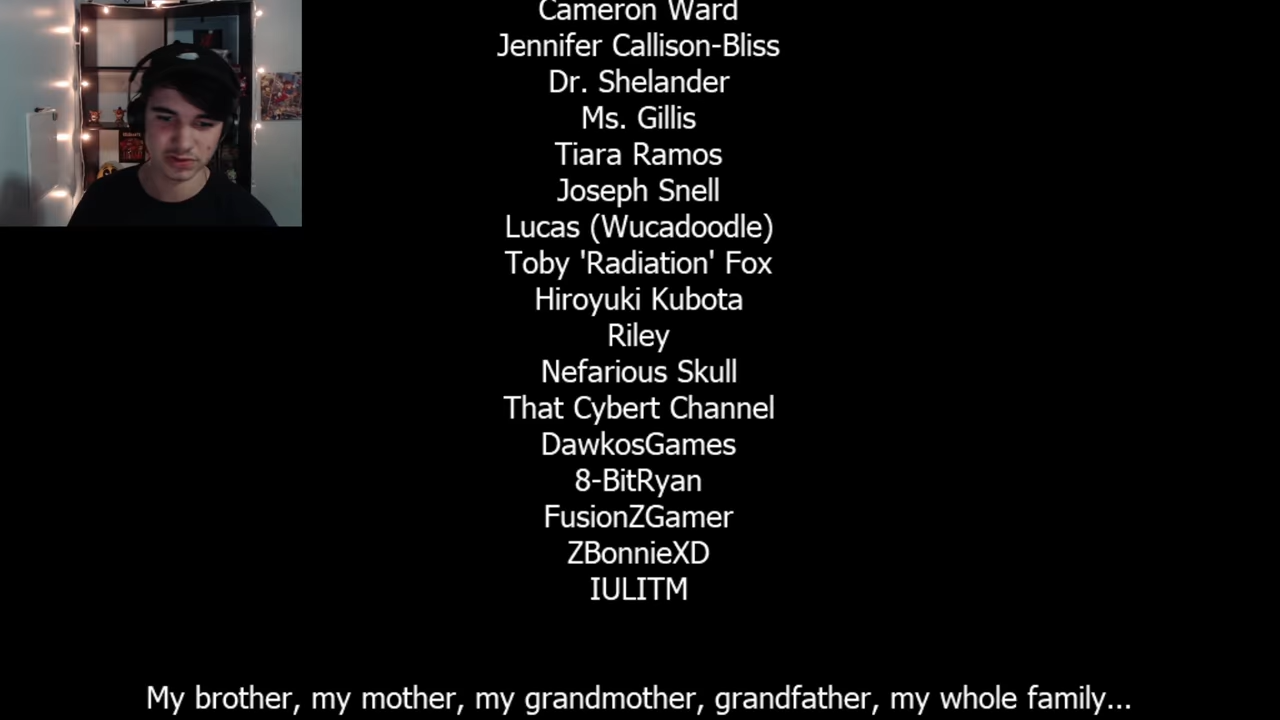 Cameron Ward
Jennifer Callison-Bliss
Dr. Shelander
Ms. Gillis
Tiara Ramos
Joseph Snell
Lucas (Wucadoodle)
Toby 'Radiation' Fox
Hiroyuki Kubota
Riley
Nefarious Skull
That Cybert Channel
DawkosGames
8-BitRyan
FusionZGamer
ZBonnieXD
IULITM
My brother, my mother, my grandmother, grandfather, my whole family...